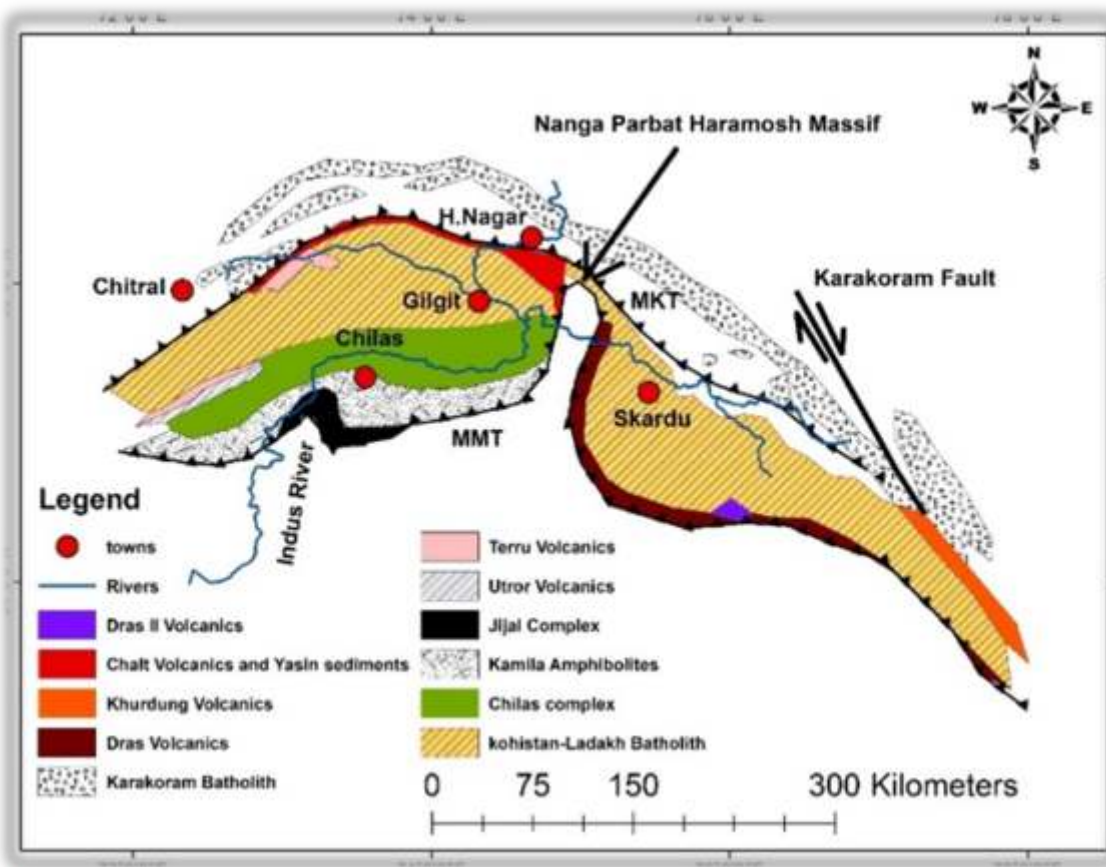 N
W E
S
Nanga Parbat Haramosh Massif
H.Nagar
Karakoram Fault
Chitral
MKT
Gilgit
Chilas
Skardu
MMT
Indus River
Legend
towns
Rivers
Dras II Volcanics
Chalt Volcanics and Yasin sediments
Khurdung Volcanics
Dras Volcanics
Karakoram Batholith
Terru Volcanics
Utror Volcanics
Jijal Complex
Kamila Amphibolites
Chilas complex
kohistan-Ladakh Batholith
0 75 150 300 Kilometers